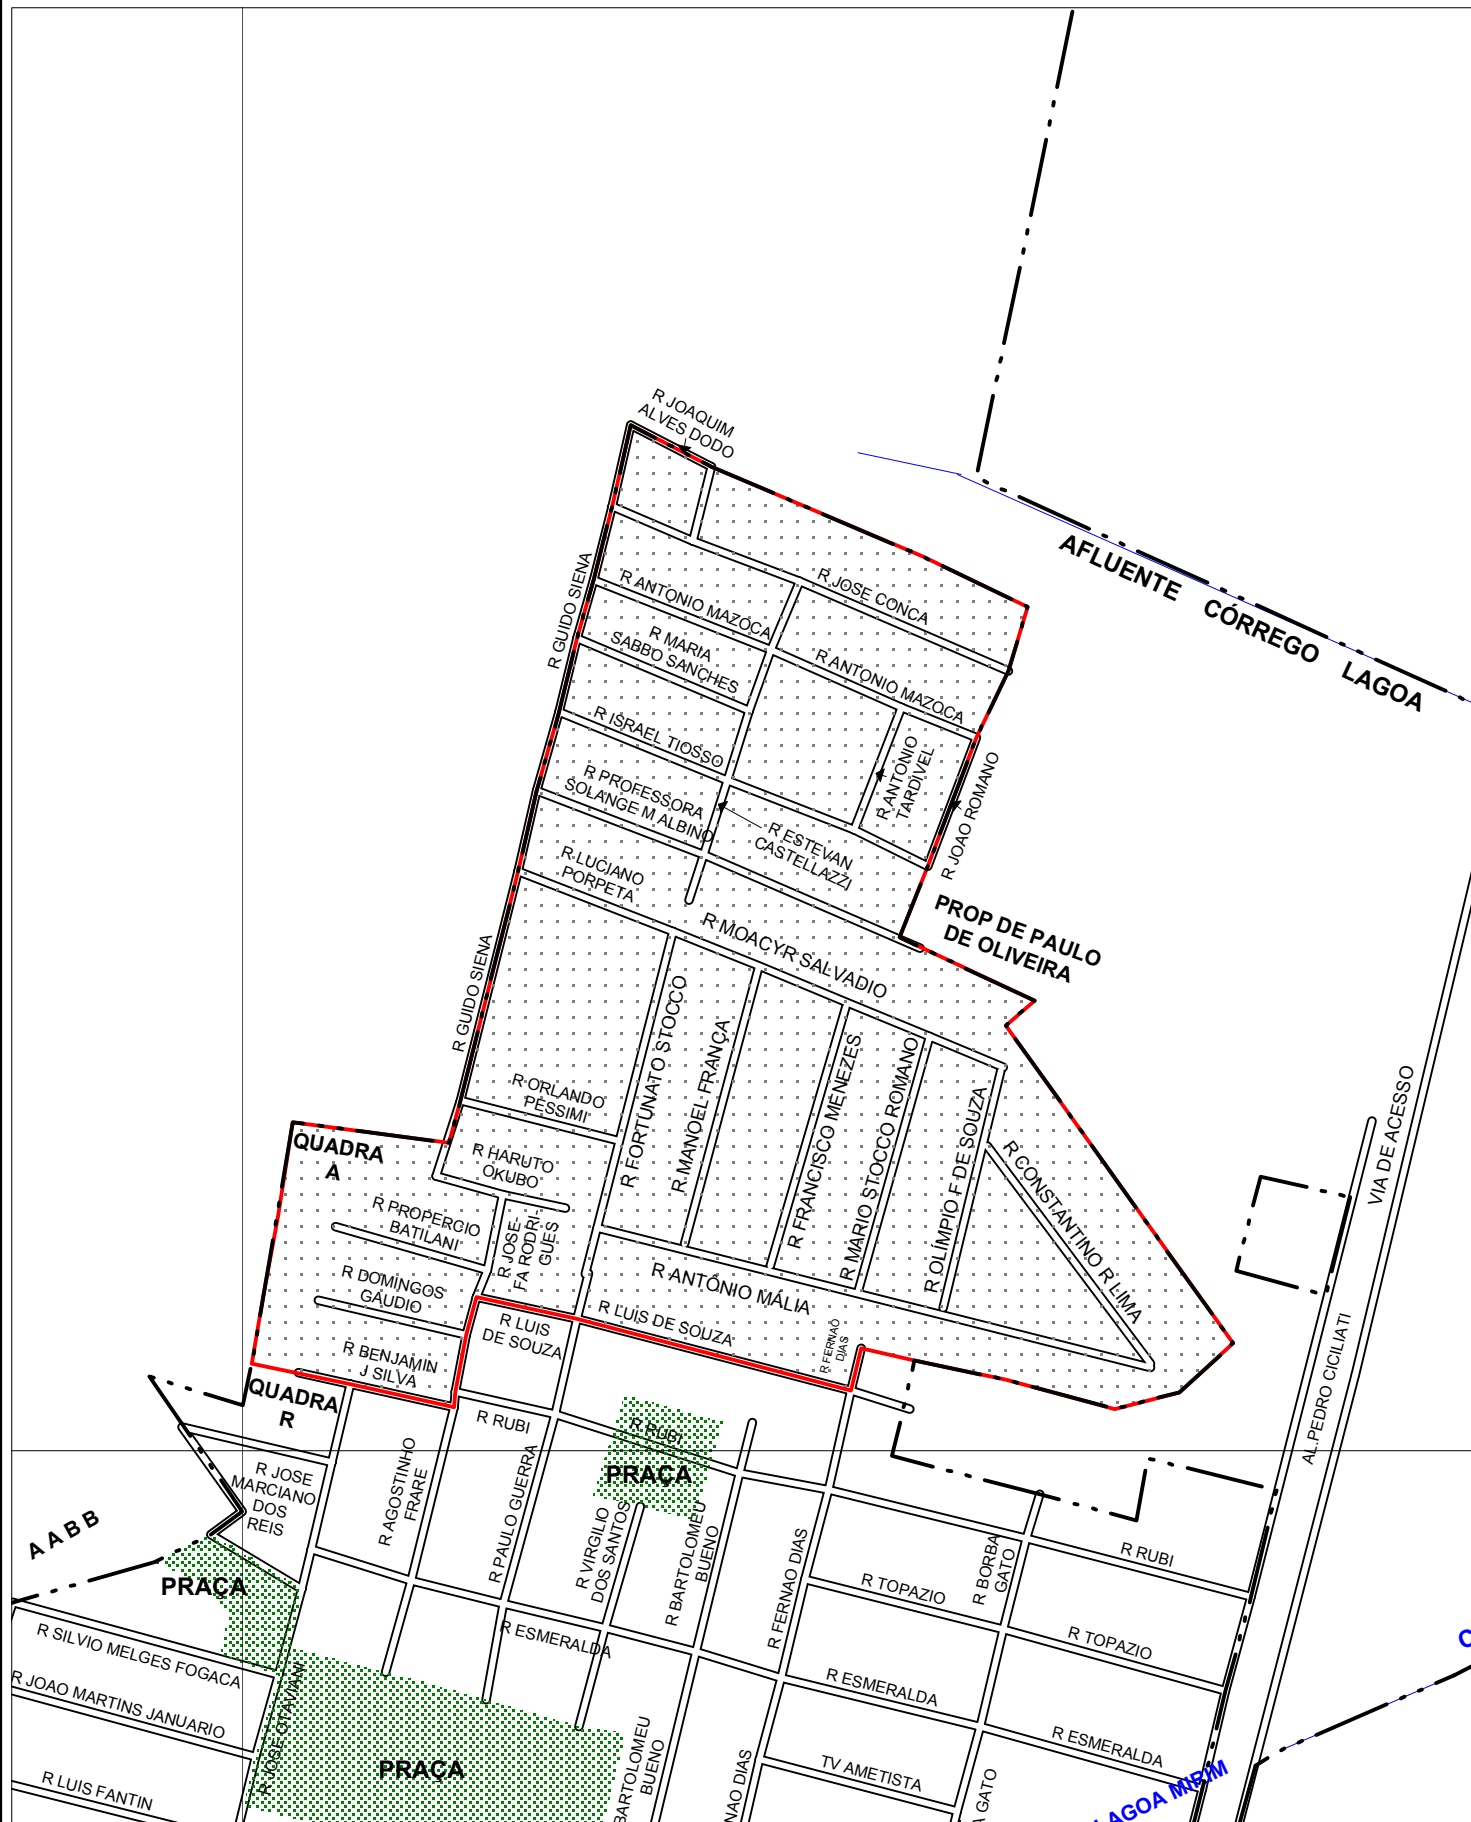 R JOAQUIM
ALVES DODO
AFLUENTE CÓRREGO LAGOA
R GUIDO SIENA
R JOSE CONCA
R ANTONIO MAZOCA
R MARIA
SABBO SANCHES
R ANTONIO MAZOCA
R ISRAEL TIOSSO
R ANTONIO
TARDIVEL
R JOAO ROMANO
R PROFESSORA
SOLANGE M ALBINO
R ESTEVAN
CASTELLAZZI
R LUCIANO
PORPETA
R MOACYR SALVADIO
PROP DE PAULO
DE OLIVEIRA
R GUIDO SIENA
R FORTUNATO STOCCO
R MANOEL FRANÇA
R FRANCISCO MENEZES
R MARIO STOCCO ROMANO
R OLÍMPIO F DE SOUZA
R CONSTANTINO R LIMA
VIA DE ACESSO
R ORLANDO
PESSIMI
QUADRA
A
R HARUTO
OKUBO
R PROPERCIO
BATILANI
R JOSE-
FA RODRI-
GUES
R DOMINGOS
GAUDIO
R ANTÔNIO MÁLIA
R LUIS
DE SOUZA
R LUIS DE SOUZA
R FERNAO
DIAS
R BENJAMIN
J SILVA
AL.PEDRO CICILIATI
QUADRA
R
R RUBI
R RUBI
PRAÇA
R JOSE
MARCIANO
DOS
REIS
R AGOSTINHO
FRARE
R PAULO GUERRA
R VIRGILIO
DOS SANTOS
R BARTOLOMEU
BUENO
R FERNAO DIAS
R BORBA
GATO
R RUBI
A A B B
PRAÇA
R TOPAZIO
R TOPAZIO
R ESMERALDA
R SILVIO MELGES FOGACA
R JOAO MARTINS JANUARIO
R JOSE OTAVIANI
R ESMERALDA
R ESMERALDA
PRAÇA
BARTOLOMEU
BUENO
NAO DIAS
TV AMETISTA
A GATO
R LUIS FANTIN
LAGOA MIRIM
C